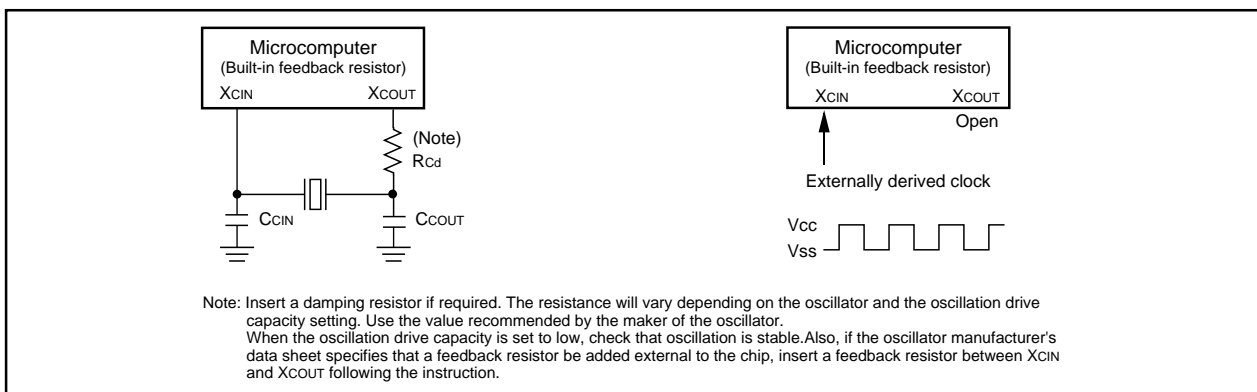 Microcomputer
(Built-in feedback resistor)
XCIN XCOUT
(Note)
RCd
CCIN CCOUT
Microcomputer
(Built-in feedback resistor)
XCIN XCOUT
Open
Externally derived clock
Vcc
Vss
Note: Insert a damping resistor if required. The resistance will vary depending on the oscillator and the oscillation drive
capacity setting. Use the value recommended by the maker of the oscillator.
When the oscillation drive capacity is set to low, check that oscillation is stable.Also, if the oscillator manufacturer's
data sheet specifies that a feedback resistor be added external to the chip, insert a feedback resistor between XCIN
and XCOUT following the instruction.